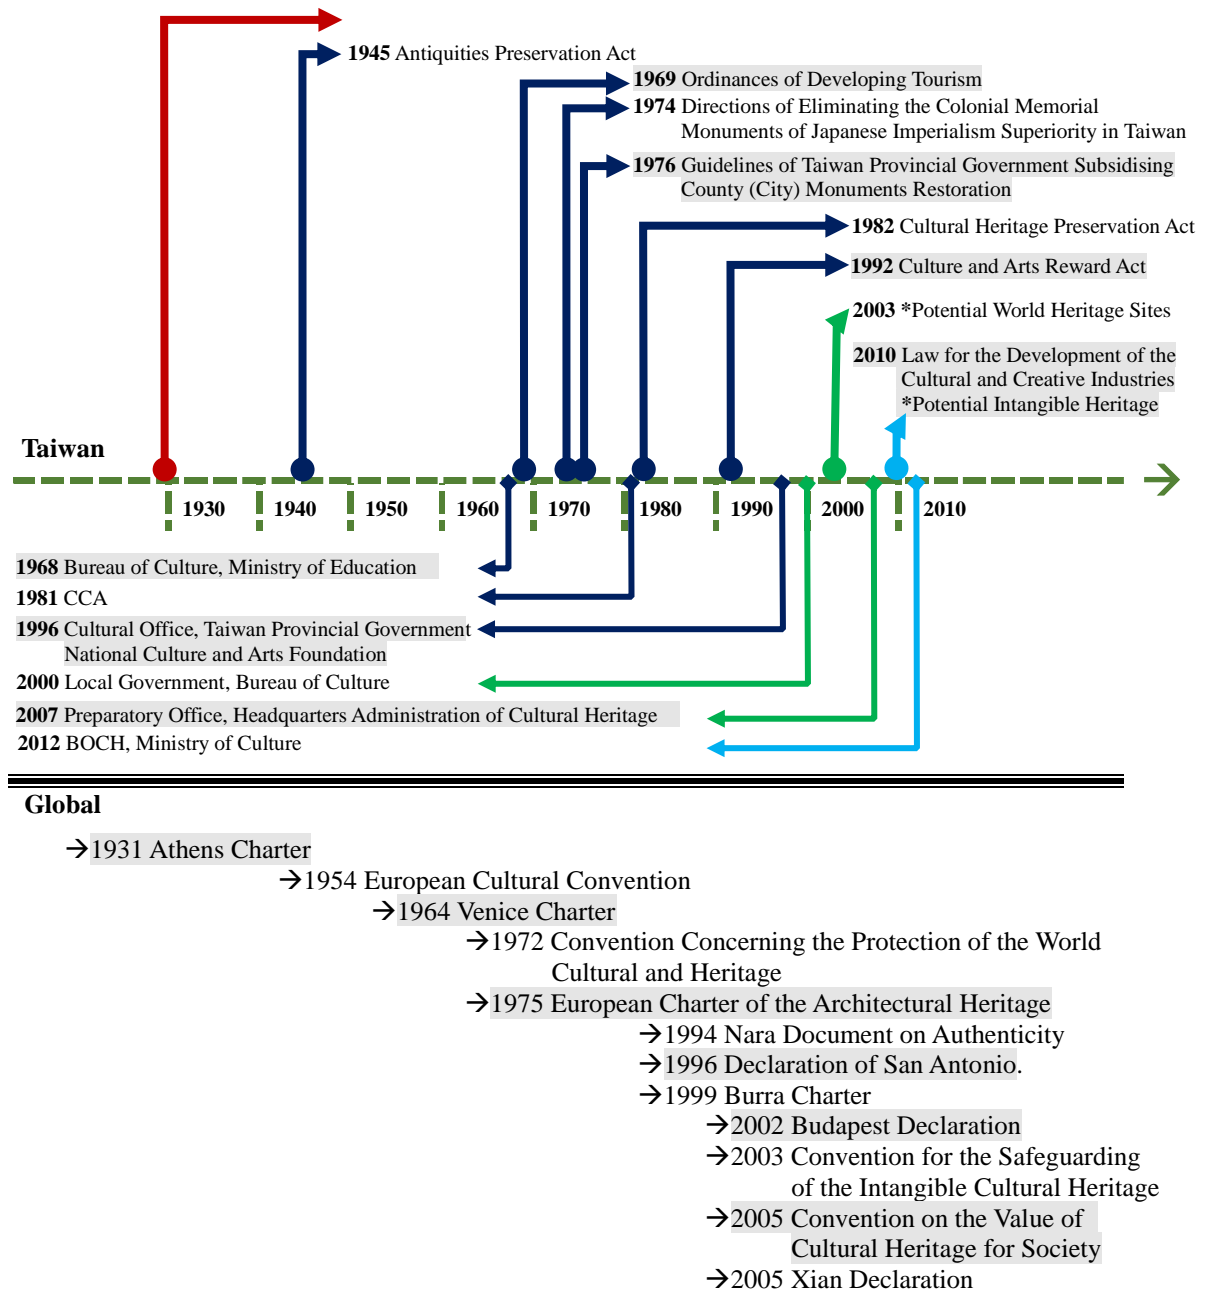 1945 Antiquities Preservation Act
1969 Ordinances of Developing Tourism
1974 Directions of Eliminating the Colonial Memorial
Monuments of Japanese Imperialism Superiority in Taiwan
1976 Guidelines of Taiwan Provincial Government Subsidising
County (City) Monuments Restoration
1982 Cultural Heritage Preservation Act
1992 Culture and Arts Reward Act
2003 *Potential World Heritage Sites
2010 Law for the Development of the
Cultural and Creative Industries
*Potential Intangible Heritage
Taiwan
1930 1940 1950 1960 1970 1980 1990 2000 2010
1968 Bureau of Culture, Ministry of Education
1981 CCA
1996 Cultural Office, Taiwan Provincial Government
National Culture and Arts Foundation
2000 Local Government, Bureau of Culture
2007 Preparatory Office, Headquarters Administration of Cultural Heritage
2012 BOCH, Ministry of Culture
Global
→1931 Athens Charter
→1954 European Cultural Convention
→1964 Venice Charter
→1972 Convention Concerning the Protection of the World
Cultural and Heritage
→1975 European Charter of the Architectural Heritage
→1994 Nara Document on Authenticity
→1996 Declaration of San Antonio.
→1999 Burra Charter
→2002 Budapest Declaration
→2003 Convention for the Safeguarding
of the Intangible Cultural Heritage
→2005 Convention on the Value of
Cultural Heritage for Society
→2005 Xian Declaration